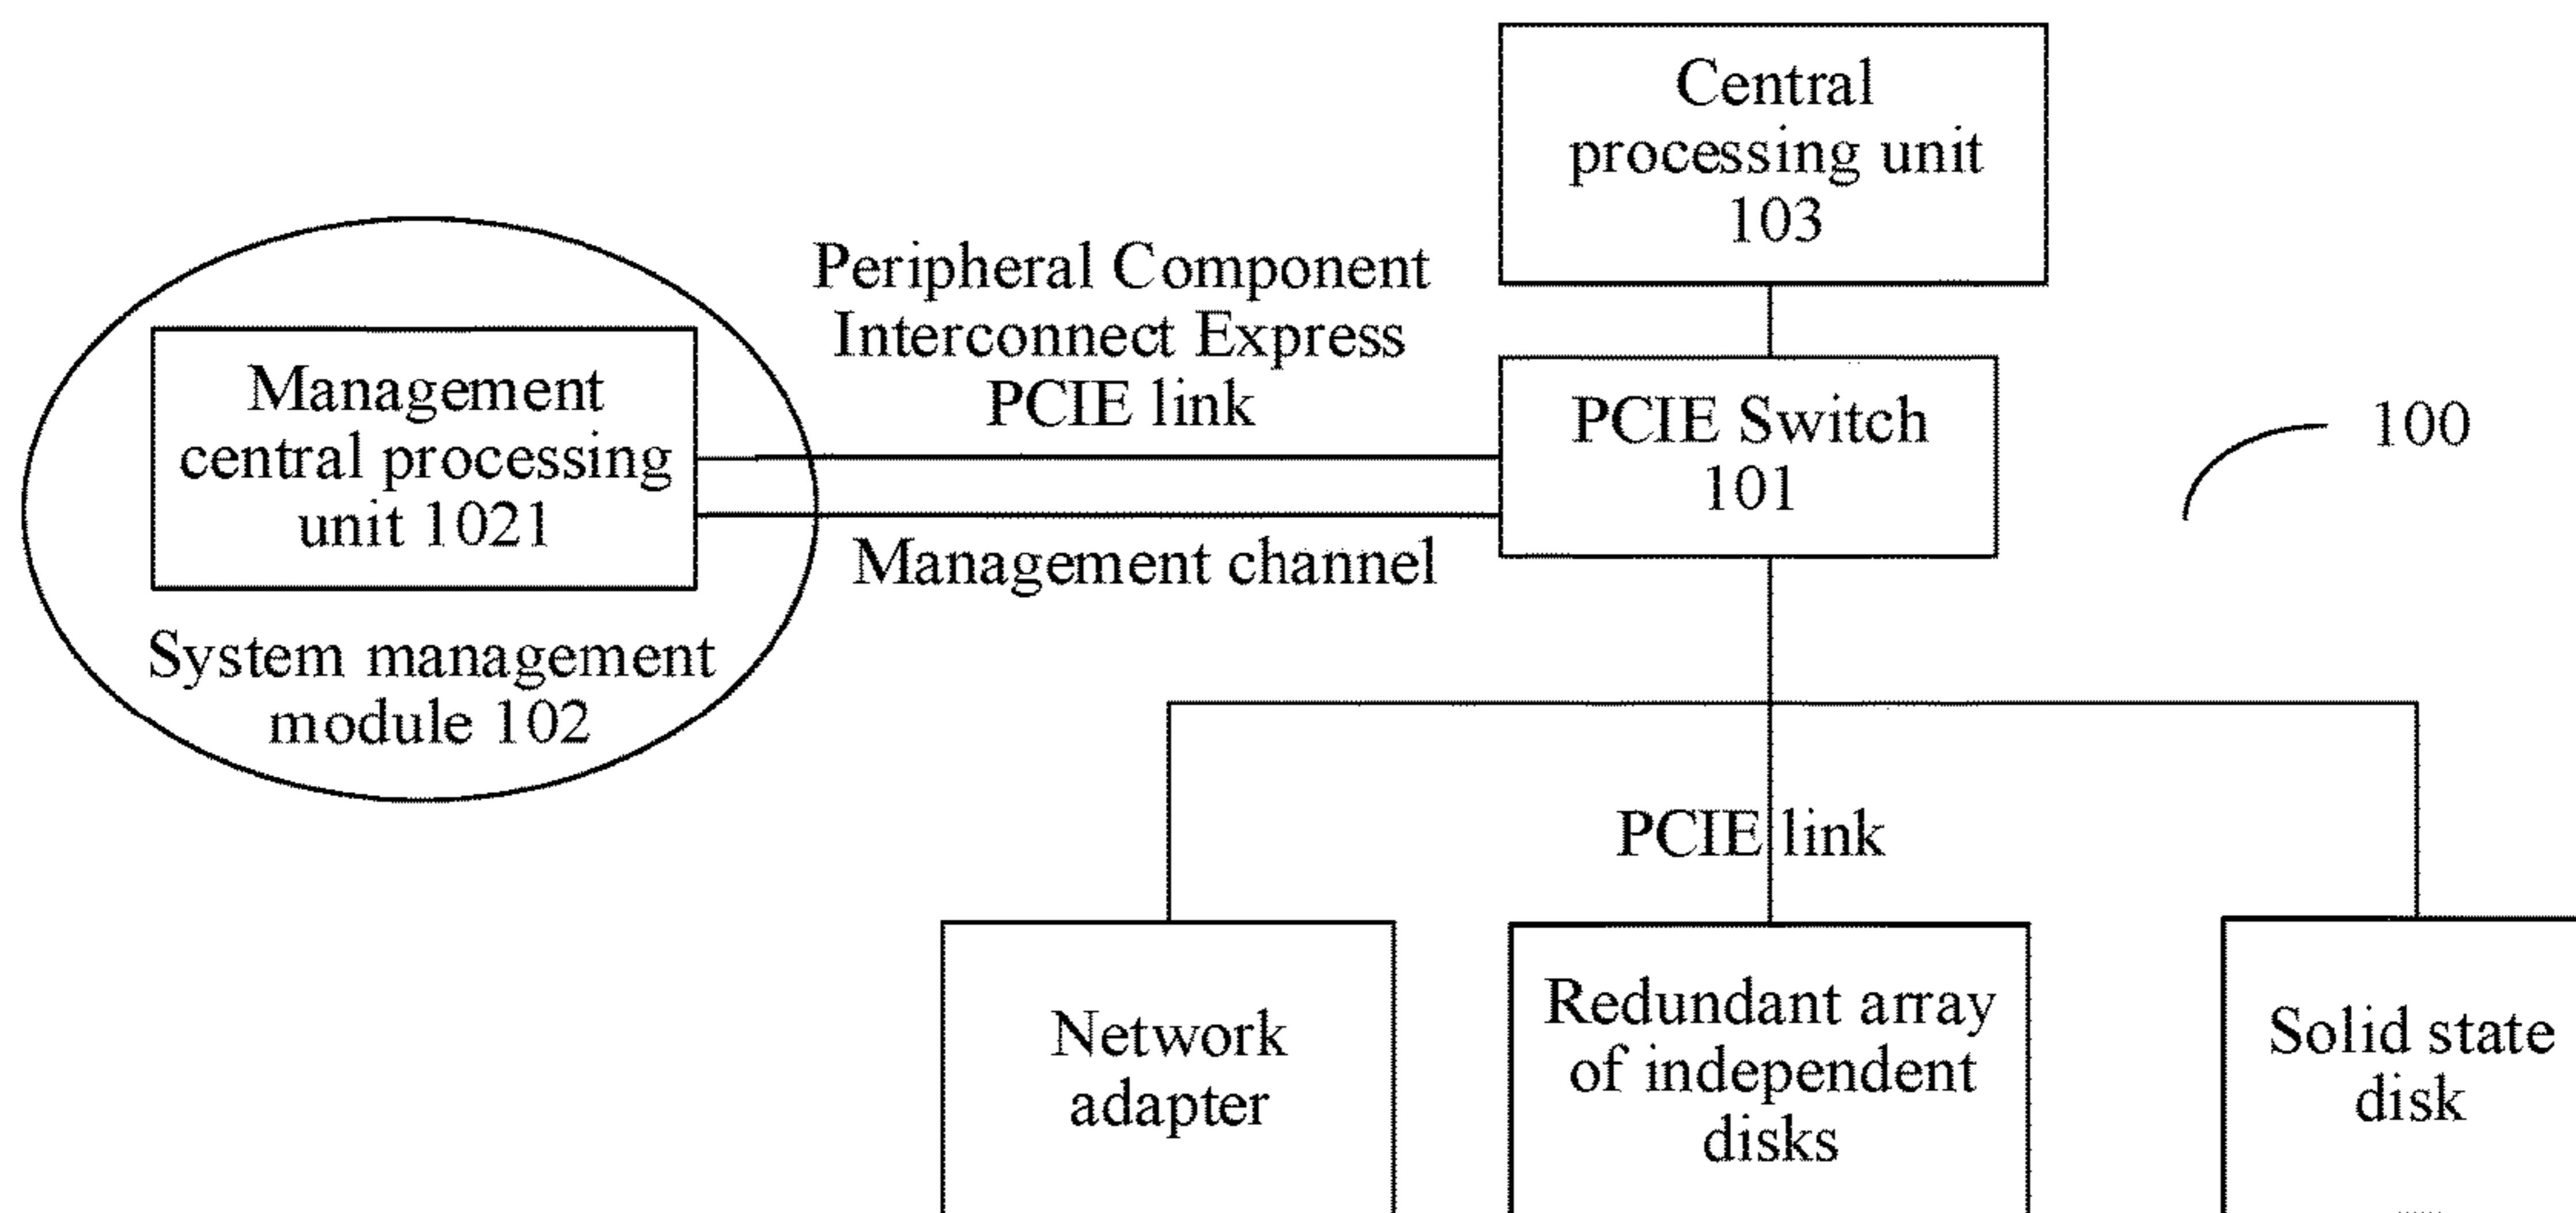 Central
processing unit
103
Peripheral Component
Interconnect Express
PCIE link
Management
central processing
unit 1021
PCIE Switch
101
100
Management channel
System management
module 102
PCIE link
Network
adapter
Redundant array
of independent
disks
Solid state
disk